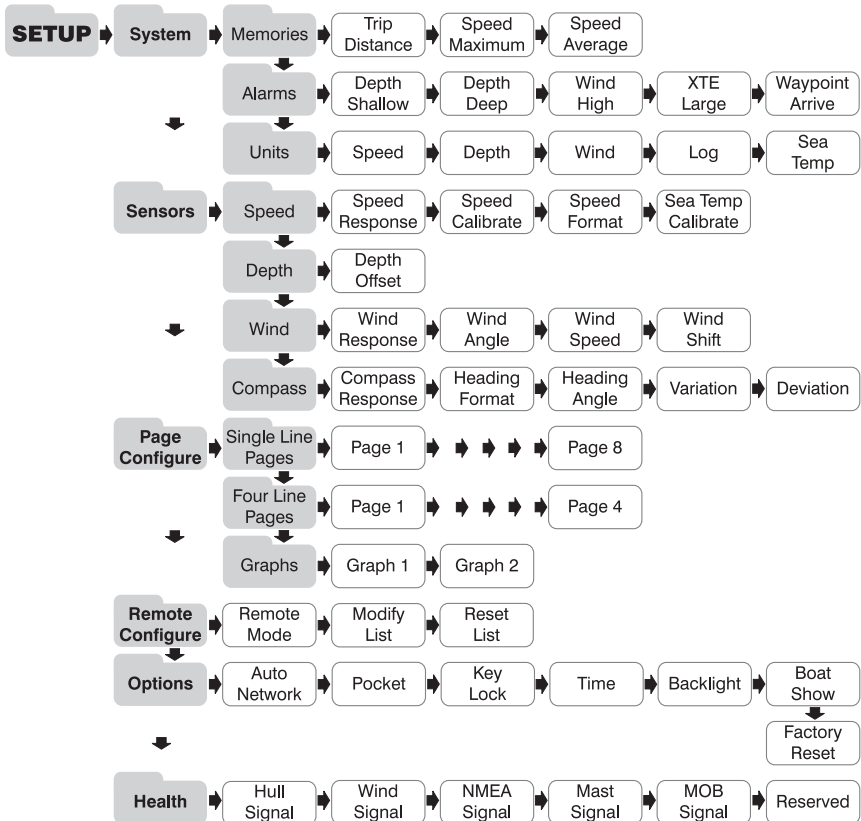 SETUP System Memories Trip Distance Speed Maximum Speed Average
Alarms Depth Shallow Depth Deep Wind High XTE Large Waypoint Arrive
Units Speed Depth Wind Log Sea Temp
Sensors Speed Speed Response Speed Calibrate Speed Format Sea Temp Calibrate
Depth Depth Offset
Wind Wind Response Wind Angle Wind Speed Wind Shift
Compass Compass Response Heading Format Heading Angle Variation Deviation
Page Configure Single Line Pages Page 1 Page 8
Four Line Pages Page 1 Page 4
Graphs Graph 1 Graph 2
Remote Configure Remote Mode Modify List Reset List
Options Auto Network Pocket Key Lock Time Backlight Boat Show
Factory Reset
Health Hull Signal Wind Signal NMEA Signal Mast Signal MOB Signal Reserved